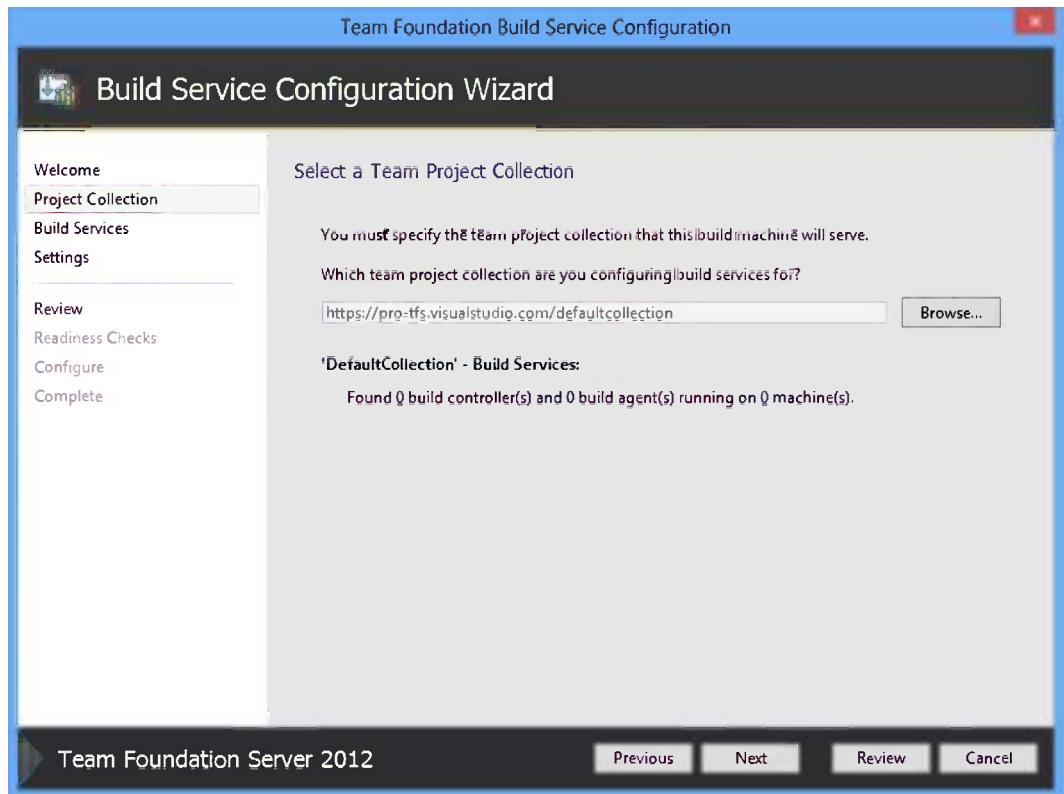 Team Foundation Build Service Configuration
Build Service Configuration Wizard
Welcome
Project Collection
Build Services
Settings
Review
Readiness Checks
Configure
Complete
Select a Team Project Collection
You must specify the team project collection that this build machine will serve.
Which team project collection are you configuring build services for?
https://pro-tfs.visualstudio.com/defaultcollection
Browse...
'DefaultCollection' - Build Services:
Found 0 build controller(s) and 0 build agent(s) running on 0 machine(s).
Team Foundation Server 2012
Previous
Next
Review
Cancel